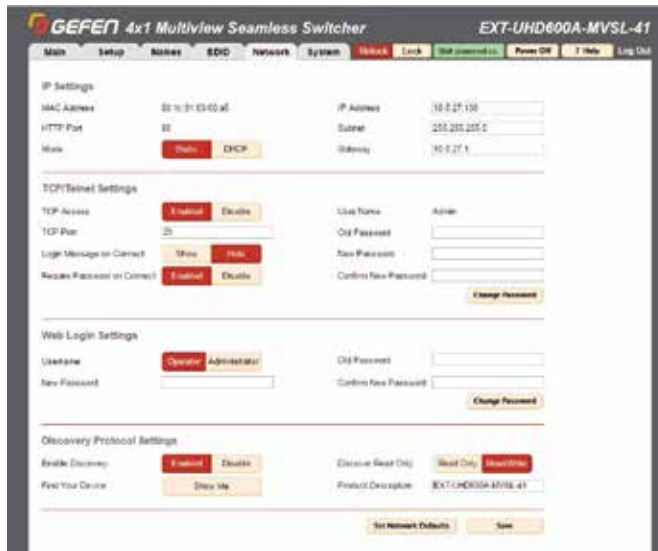 GEFEN 4x1 Multiview Seamless Switcher EXT-UHD600A-MVSL-41
Main Setup Names EDID Network System Unlock Lock Unit powered on Power Off ? Help Log Out
IP Settings
MAC Address IP Address 10.5.27.100
HTTP Port 80 Subnet 255.255.255.0
Mode Static DHCP Gateway 10.5.27.1
TCP/Telnet Settings
TCP Access Enabled Disable User Name Admin
TCP Port Old Password
Login Message on Connect Show Hide New Password
Require Password on Connect Enabled Disable Confirm New Password
Change Password
Web Login Settings
Username Operator Administrator Old Password
New Password Confirm New Password
Change Password
Discovery Protocol Settings
Enable Discovery Enabled Disable Discover Read Only Read Only Read/Write
Find Your Device Show Me Product Description EXT-UHD600A-MVSL-41
Set Network Defaults Save